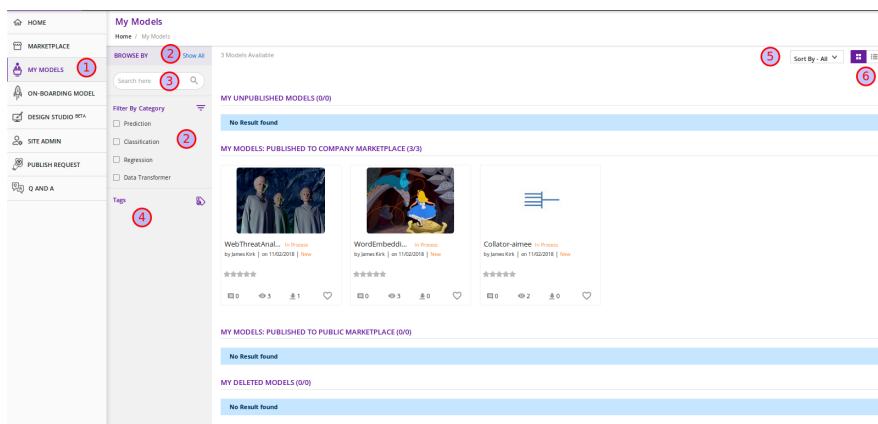 HOME
MARKETPLACE
MY MODELS 1
ON-BOARDING MODEL
DESIGN STUDIO BETA
SITE ADMIN
PUBLISH REQUEST
Q AND A
My Models
Home / My Models
BROWSE BY 2 Show All
Search here 3
Filter By Category
Prediction
Classification 2
Regression
Data Transformer
Tags
4
3 Models Available
5 Sort By - All
6
MY UNPUBLISHED MODELS (0/0)
No Result found
MY MODELS: PUBLISHED TO COMPANY MARKETPLACE (3/3)
WebThreatAnal... In Process
by James Kirk | on 11/02/2018 | New
0 3 1
WordEmbeddi... In Process
by James Kirk | on 11/02/2018 | New
0 3 0
Collator-aimee In Process
by James Kirk | on 11/02/2018 | New
0 2 0
MY MODELS: PUBLISHED TO PUBLIC MARKETPLACE (0/0)
No Result found
MY DELETED MODELS (0/0)
No Result found